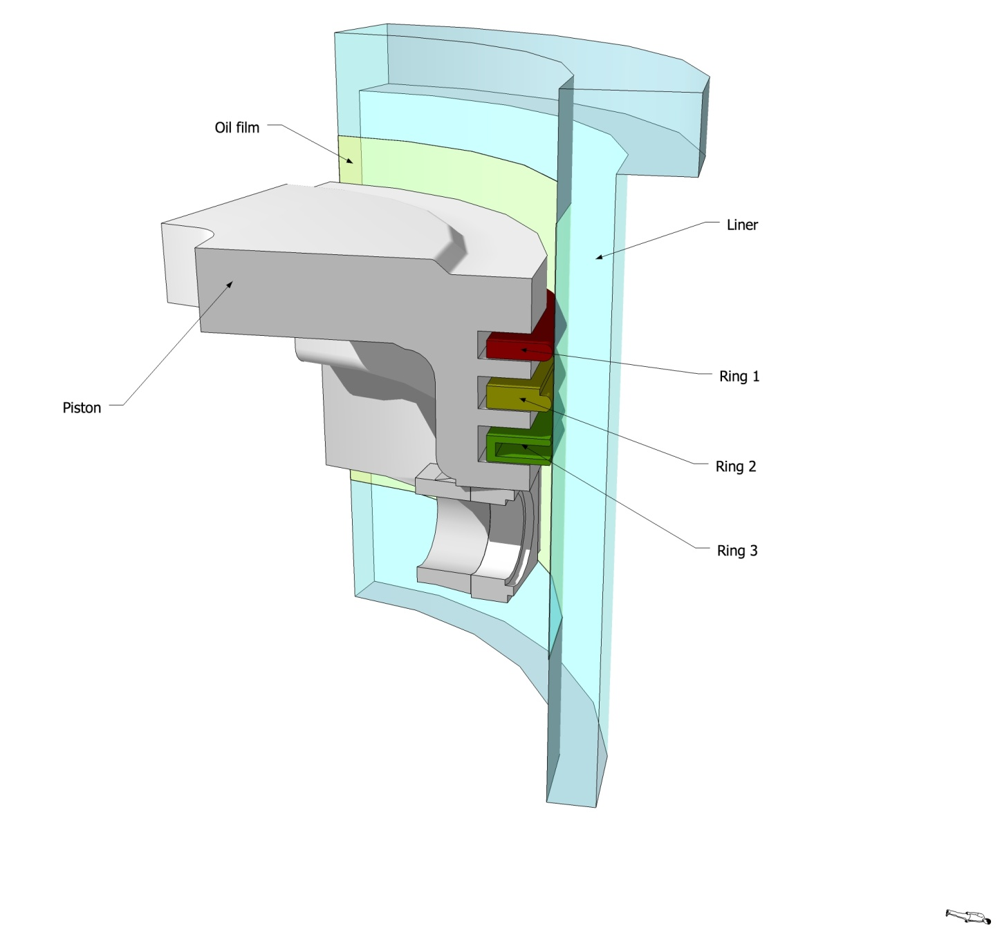 Oil film
Liner
Ring 1
Piston
Ring 2
Ring 3